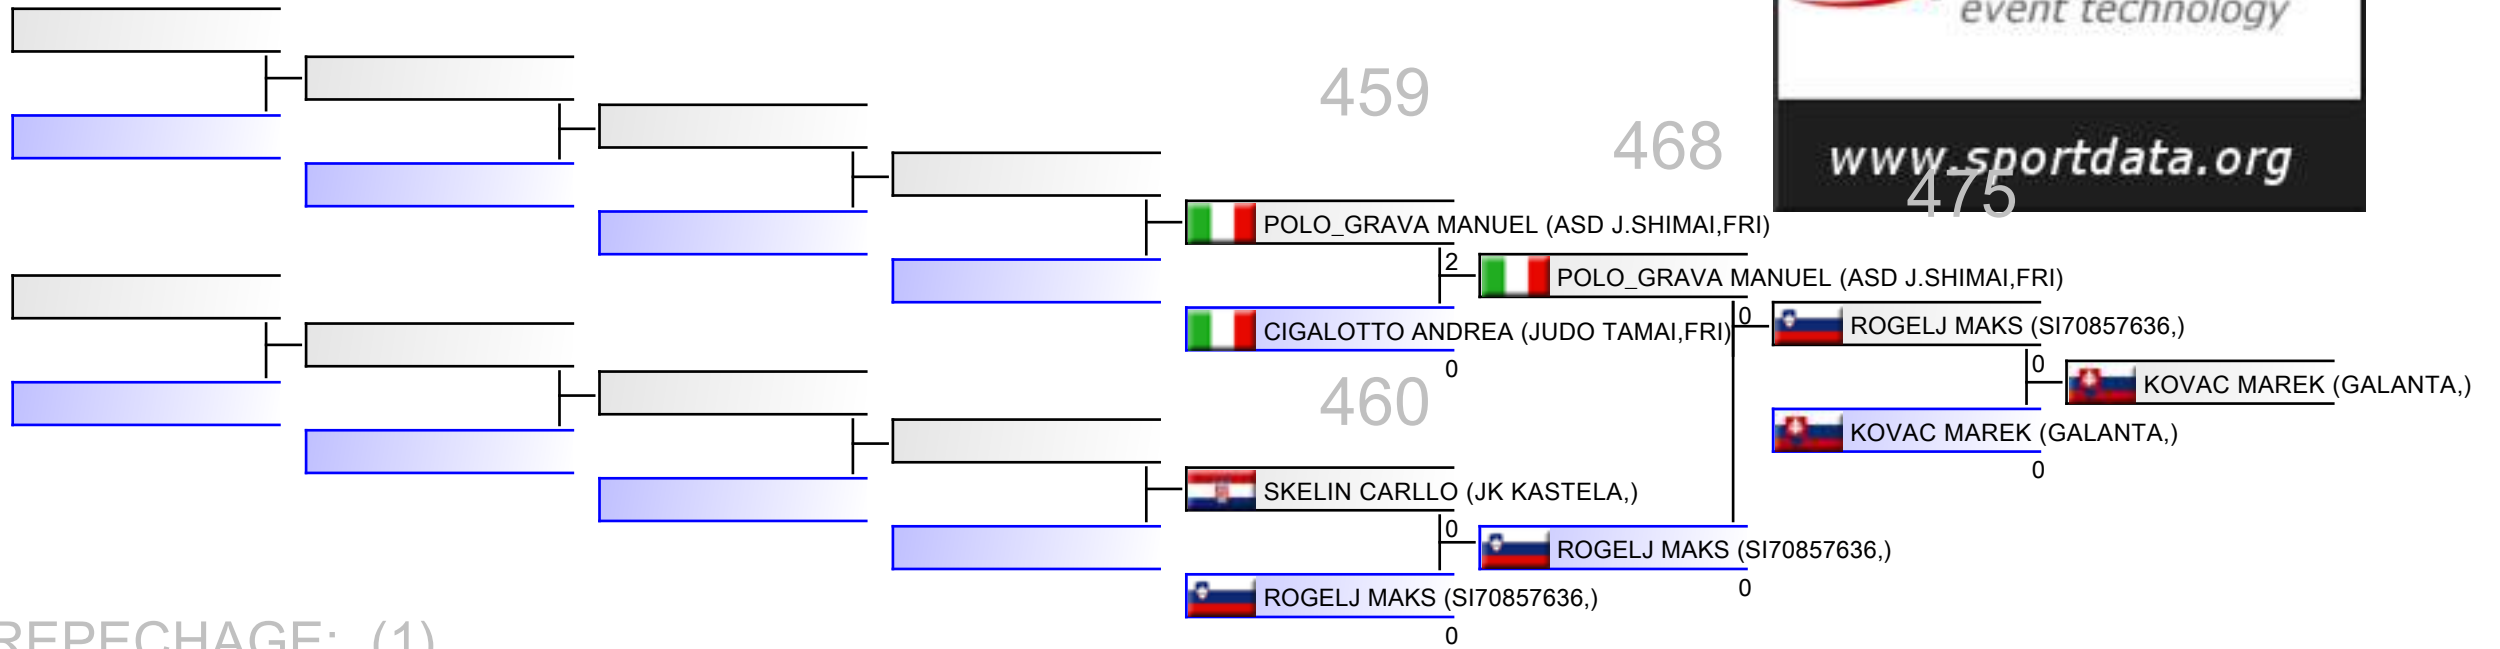 event technology
459
468
www.sportdata.org
475
POLO_GRAVA MANUEL (ASD J.SHIMAI,FRI)
2
POLO_GRAVA MANUEL (ASD J.SHIMAI,FRI)
CIGALOTTO ANDREA (JUDO TAMAI,FRI)
0
0
ROGELJ MAKS (SI70857636,)
0
KOVAC MAREK (GALANTA,)
KOVAC MAREK (GALANTA,)
0
460
SKELIN CARLLO (JK KASTELA,)
0
ROGELJ MAKS (SI70857636,)
0
ROGELJ MAKS (SI70857636,)
0
REPECHAGE: (1)